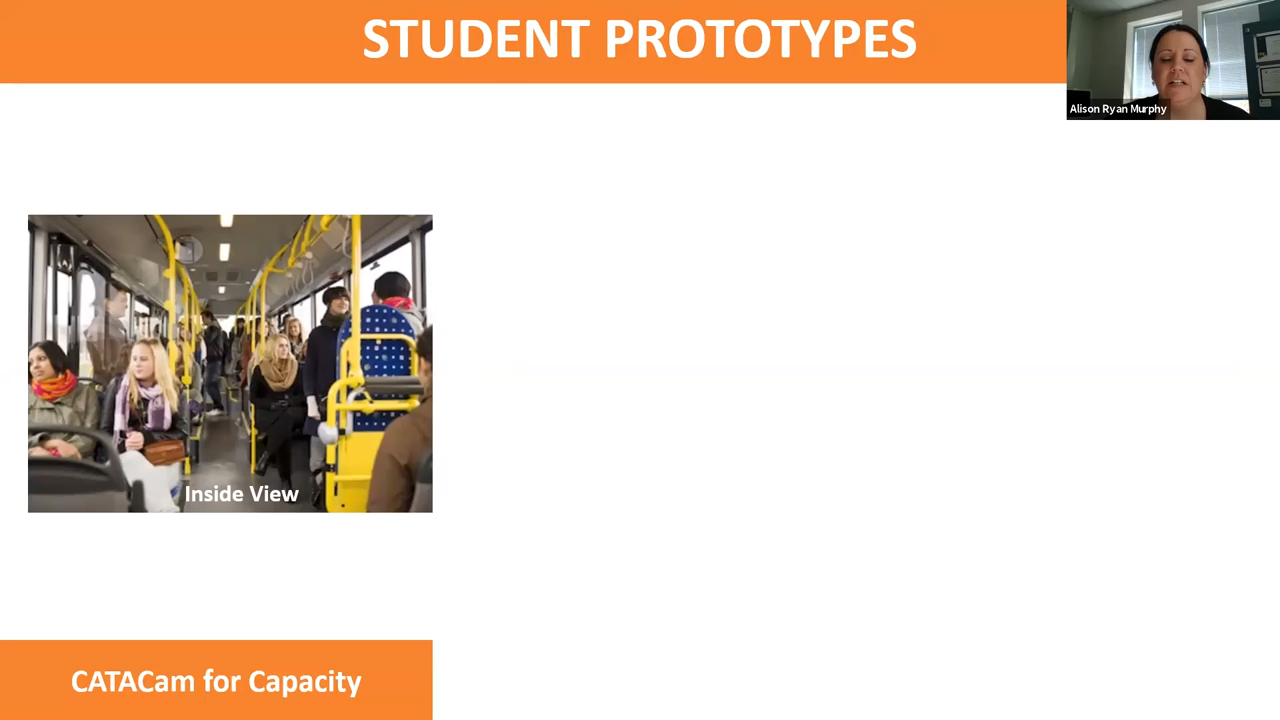 STUDENT PROTOTYPES
Alison Ryan Murphy
Inside View
CATACam for Capacity